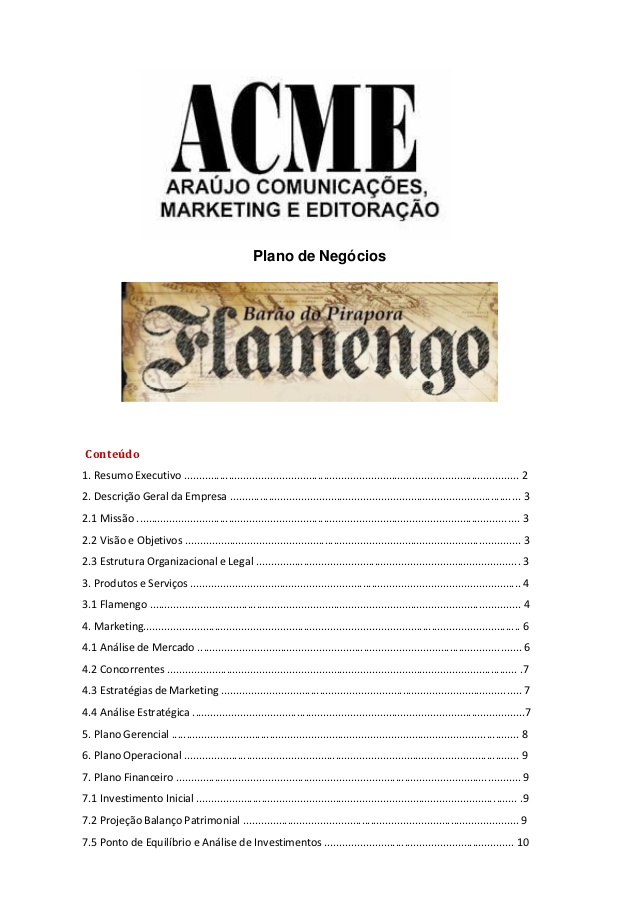 ACME
ARAÚJO COMUNICAÇÕES,
MARKETING E EDITORAÇÃO
Plano de Negócios
Barão do Pirapora
Flamengo
Conteúdo
1. Resumo Executivo ................................................................ 2
2. Descrição Geral da Empresa ................................................................ 3
2.1 Missão ................................................................ 3
2.2 Visão e Objetivos ................................................................ 3
2.3 Estrutura Organizacional e Legal ................................................................ 3
3. Produtos e Serviços ................................................................ 4
3.1 Flamengo ................................................................ 4
4. Marketing................................................................ 6
4.1 Análise de Mercado ................................................................ 6
4.2 Concorrentes ................................................................ .7
4.3 Estratégias de Marketing ................................................................ 7
4.4 Análise Estratégica ................................................................7
5. Plano Gerencial ................................................................ 8
6. Plano Operacional ................................................................ 9
7. Plano Financeiro ................................................................ 9
7.1 Investimento Inicial ................................................................ .9
7.2 Projeção Balanço Patrimonial ................................................................ 9
7.5 Ponto de Equilíbrio e Análise de Investimentos ................................................................ 10